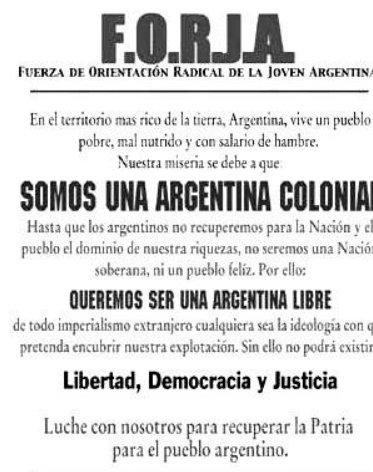 F.O.R.J.A.
FUERZA DE ORIENTACIÓN RADICAL DE LA JOVEN ARGENTINA
En el territorio mas rico de la tierra, Argentina, vive un pueblo
pobre, mal nutrido y con salario de hambre.
Nuestra miseria se debe a que
SOMOS UNA ARGENTINA COLONIAL
Hasta que los argentinos no recuperemos para la Nación y el
pueblo el dominio de nuestra riquezas, no seremos una Nación
soberana, ni un pueblo felíz. Por ello:
QUEREMOS SER UNA ARGENTINA LIBRE
de todo imperialismo extranjero cualquiera sea la ideología con q
pretenda encubrir nuestra explotación. Sin ello no podrá existir
Libertad, Democracia y Justicia
Luche con nosotros para recuperar la Patria
para el pueblo argentino.